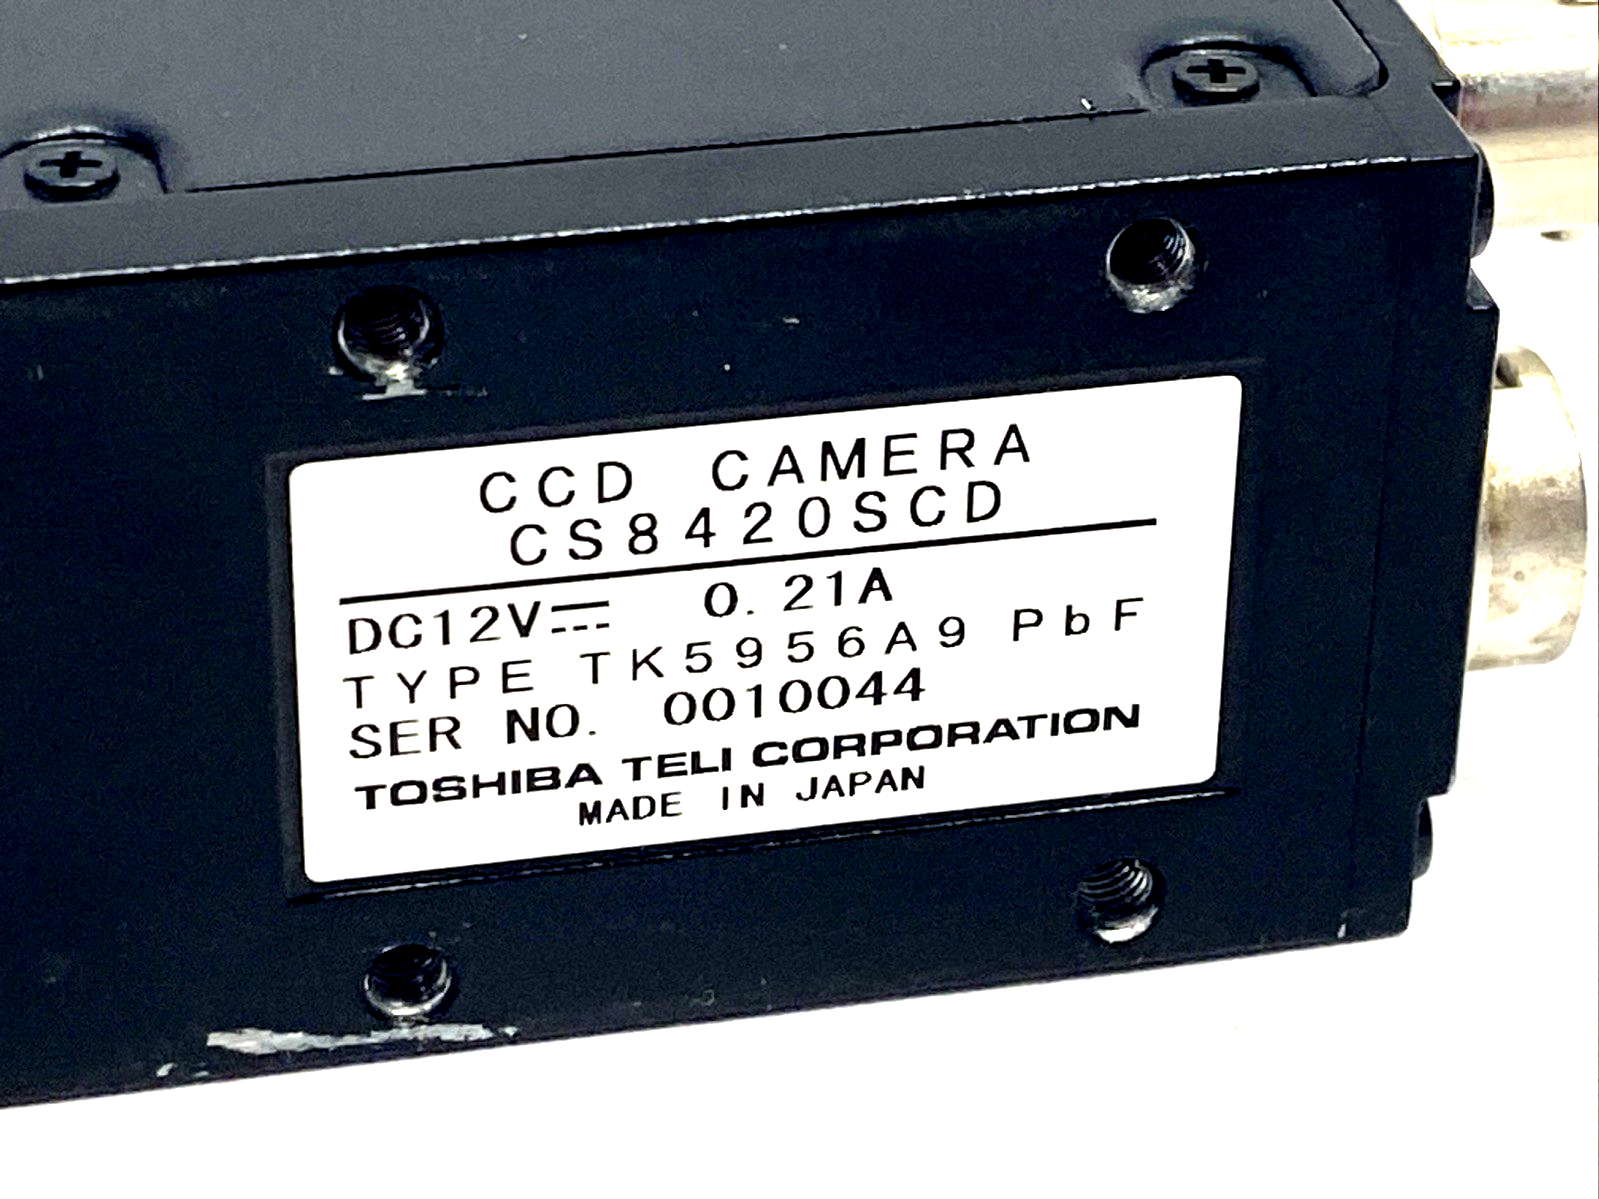 CCD CAMERA
CS8420SCD
DC12V⎓ 0.21A
TYPE TK5956A9 PbF
SER NO. 0010044
TOSHIBA TELI CORPORATION
MADE IN JAPAN